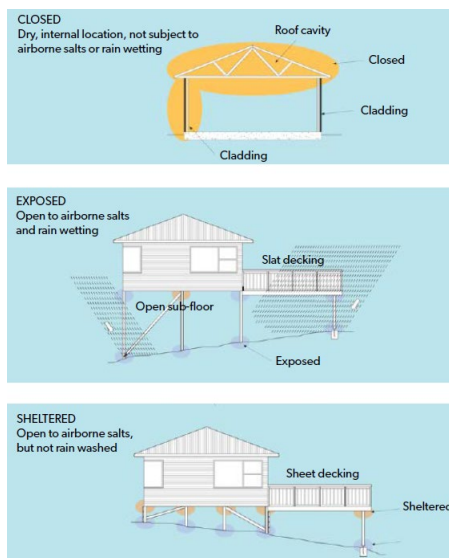 CLOSED
Dry, internal location, not subject to
airborne salts or rain wetting
Roof cavity
Closed
Cladding
Cladding
EXPOSED
Open to airborne salts
and rain wetting
Slat decking
Open sub-floor
Exposed
SHELTERED
Open to airborne salts,
but not rain washed
Sheet decking
Sheltered